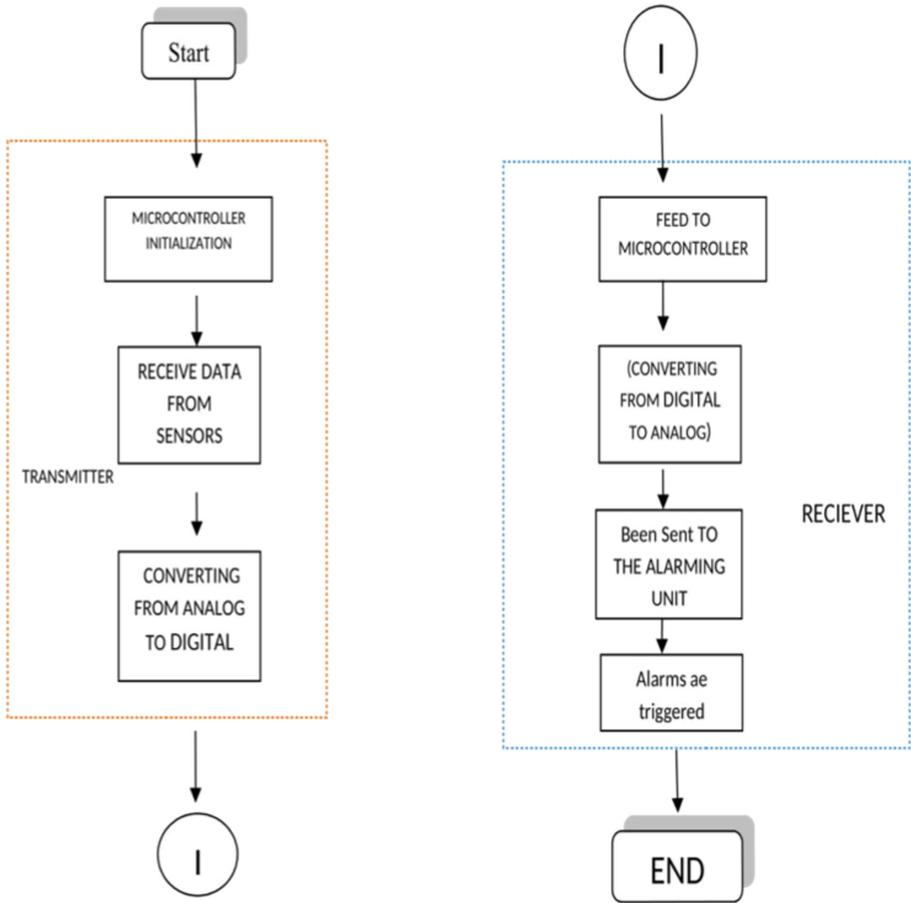 Start
MICROCONTROLLER
INITIALIZATION
RECEIVE DATA
FROM
SENSORS
TRANSMITTER
CONVERTING
FROM ANALOG
TO DIGITAL
I
I
FEED TO
MICROCONTROLLER
(CONVERTING
FROM DIGITAL
TO ANALOG)
RECIEVER
Been Sent TO
THE ALARMING
UNIT
Alarms ae
triggered
END